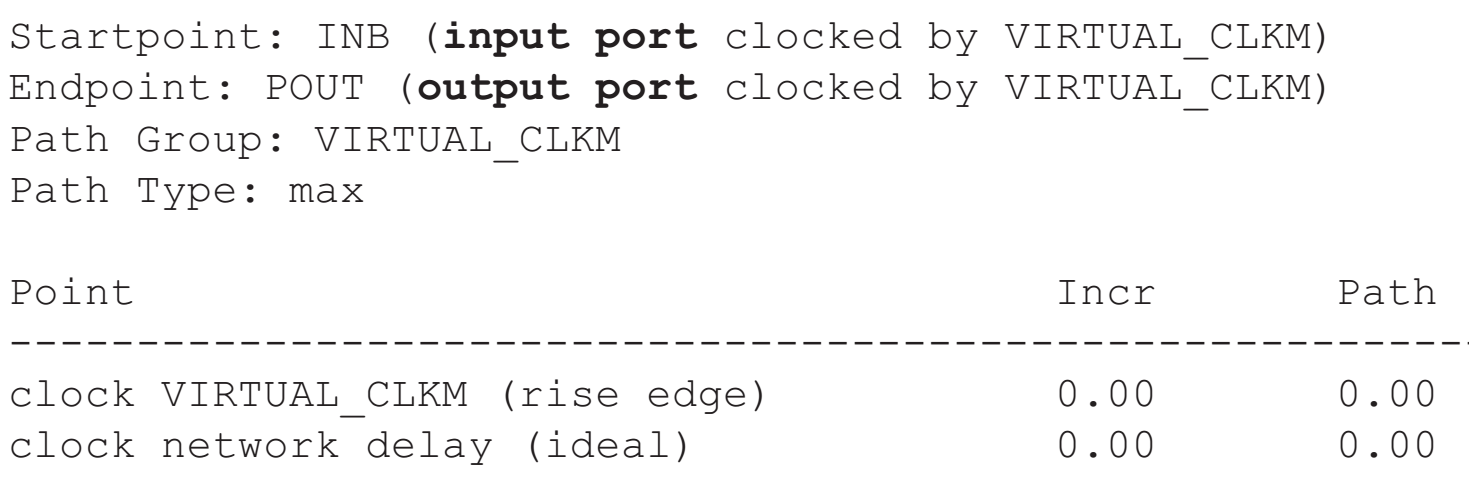 Startpoint: INB (input port clocked by VIRTUAL_CLKM)
Endpoint: POUT (output port clocked by VIRTUAL_CLKM)
Path Group: VIRTUAL_CLKM
Path Type: max
Point Incr Path
---------------------------------------------------------
clock VIRTUAL_CLKM (rise edge) 0.00 0.00
clock network delay (ideal) 0.00 0.00